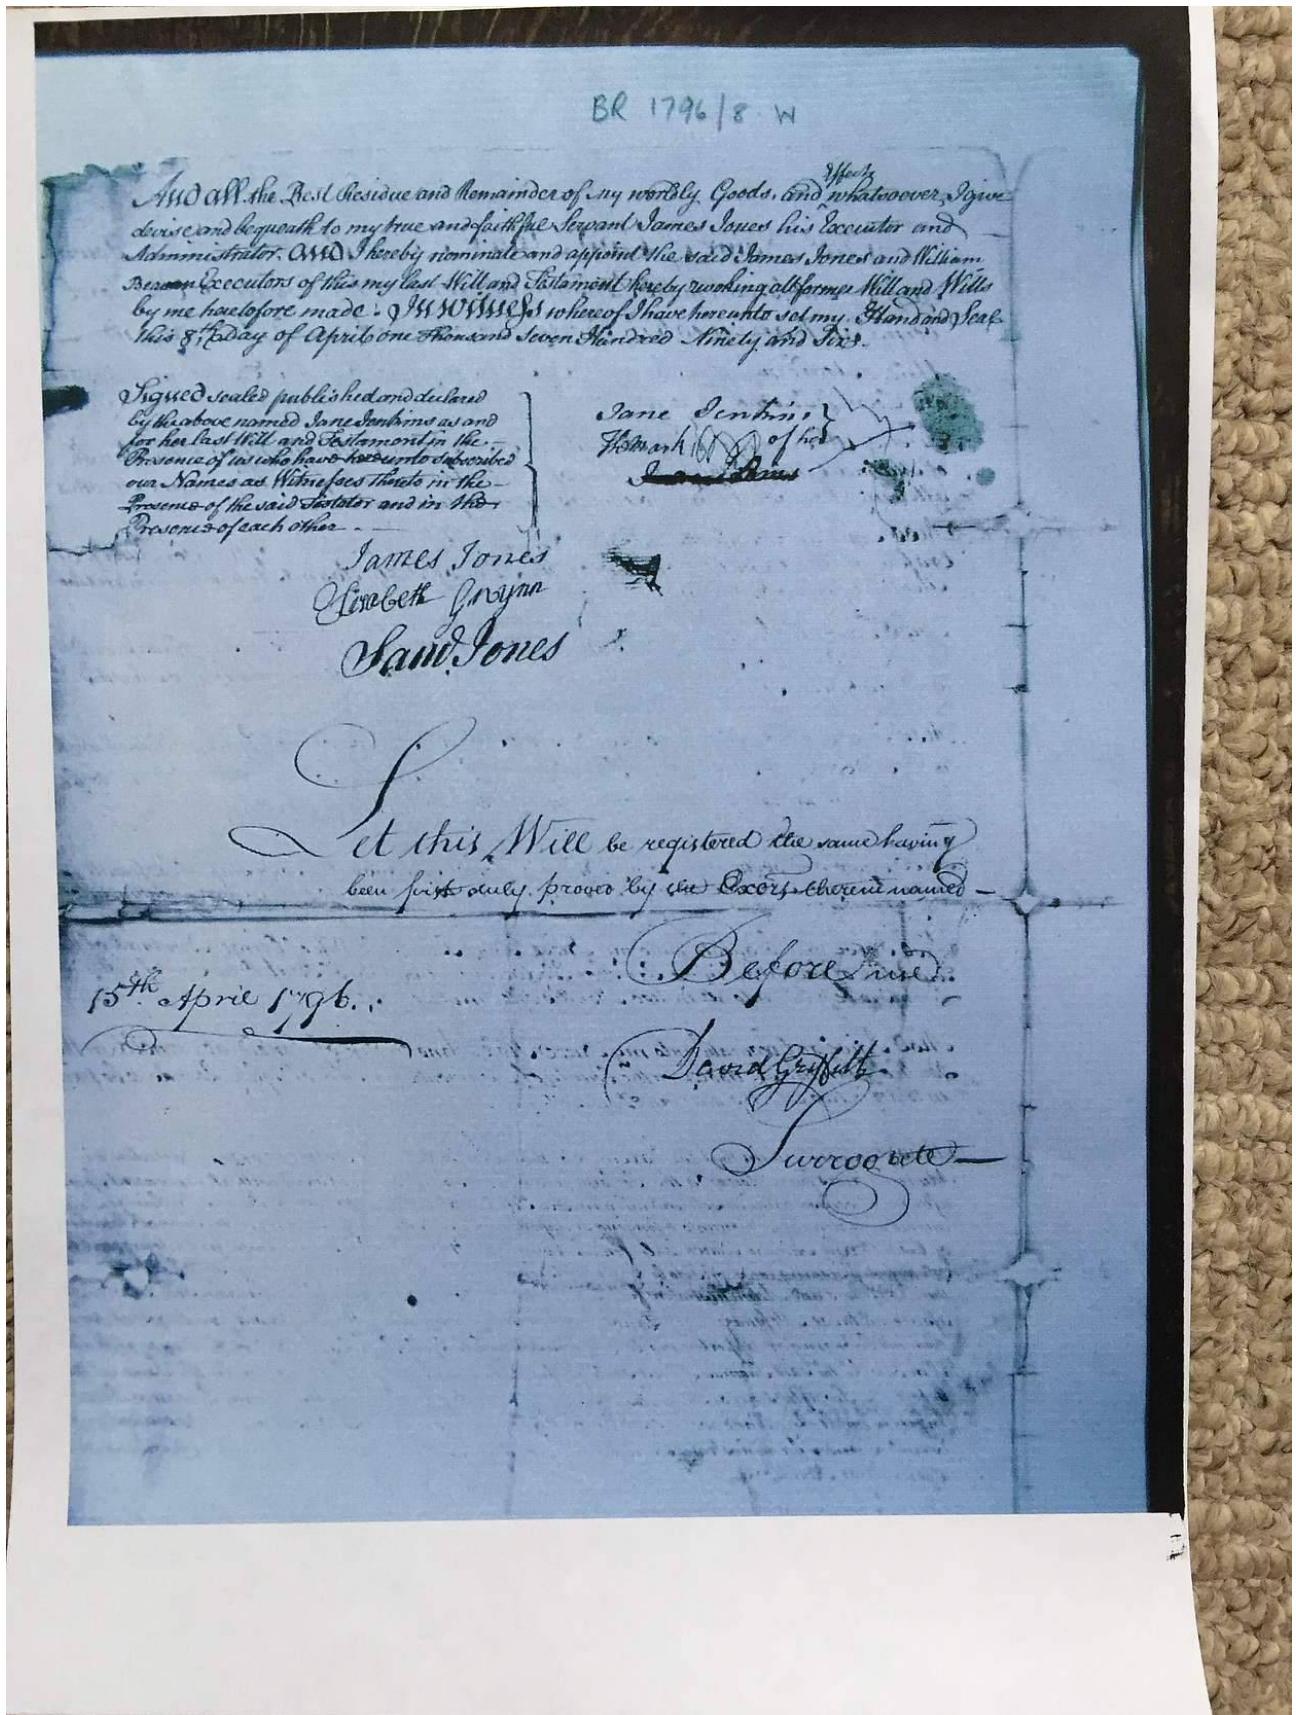 BR 1796/8 W
Effects
And all the Rest Residue and Remainder of my worldly Goods, and whatsoever, I give
devise and bequeath to my true and faithful Servant James Jones his Executor and
Administrator. And I hereby nominate and appoint the said James Jones and William
Executors of this my last Will and Testament hereby revoking all former Will and Wills
by me heretofore made: In Witness whereof I have hereunto set my Hand and Seal
this 8th Day of April one Thousand Seven Hundred Ninety and Six.
Signed sealed published and declared
by the above named Jane Jenkins as and
for her last Will and Testament in the
Presence of us who have hereunto subscribed
our Names as Witnesses thereto in the
Presence of the said Testator and in the
Presence of each other
Jane Jenkins
The mark of her
James Jones
Elizabeth Gwynn
Saml. Jones
Let this Will be registered the same having
been first duly proved by the Exors therein named
Before me
15th April 1796.
David Griffith
Surrogate